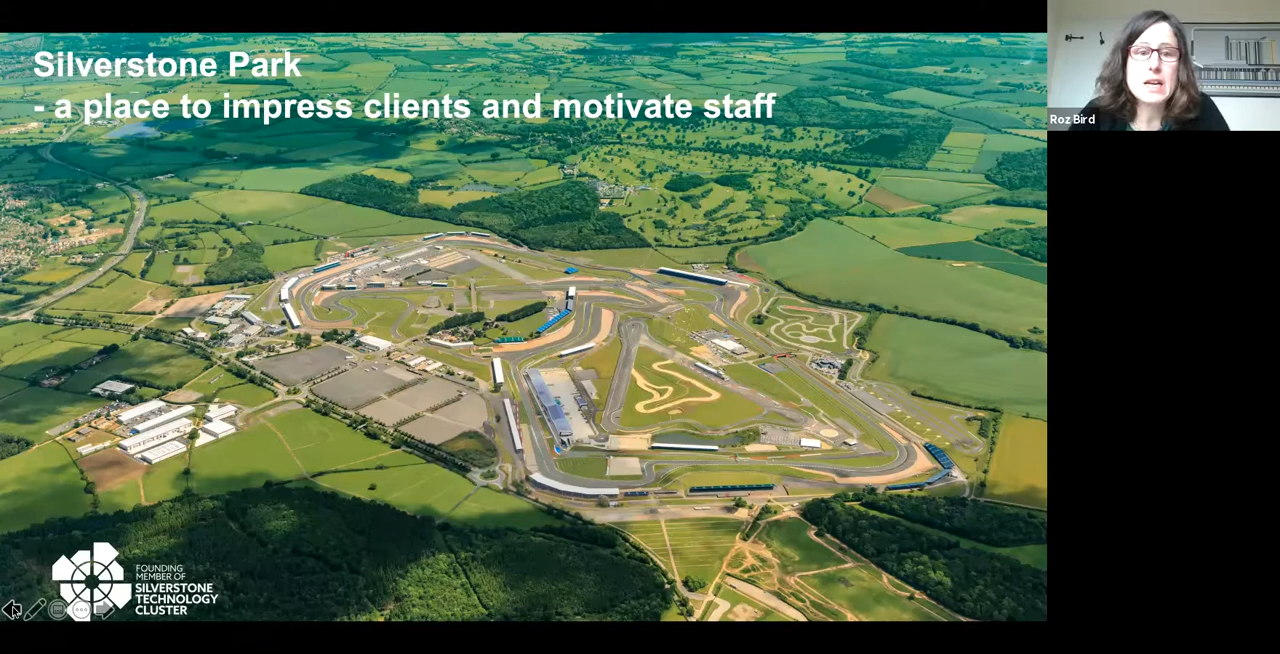 Silverstone Park
- a place to impress clients and motivate staff
Roz Bird
FOUNDING
MEMBER OF
SILVERSTONE
TECHNOLOGY
CLUSTER